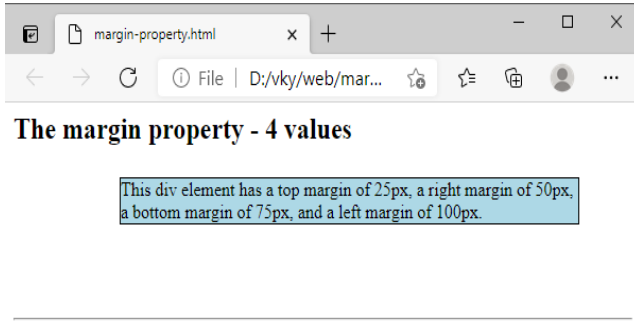 margin-property.html
File
D:/vky/web/mar...
The margin property - 4 values
This div element has a top margin of 25px, a right margin of 50px,
a bottom margin of 75px, and a left margin of 100px.